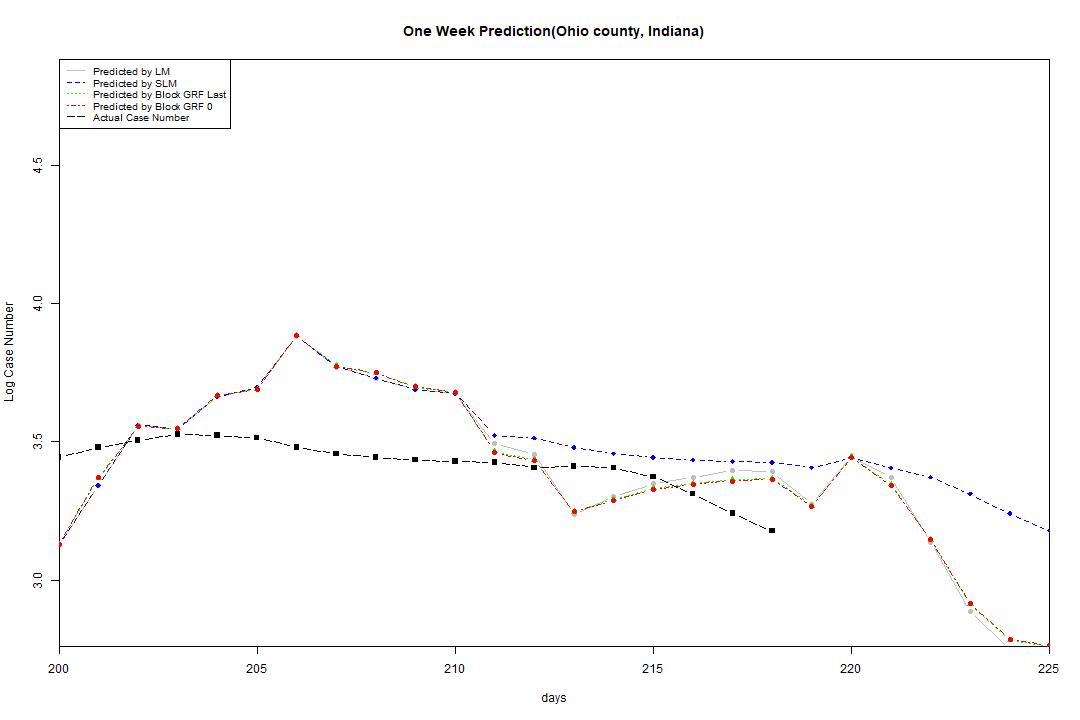 One Week Prediction(Ohio county, Indiana)
Predicted by LM
Predicted by SLM
Predicted by Block GRF Last
Predicted by Block GRF 0
Actual Case Number
4.5
4.0
3.5
3.0
Log Case Number
200 205 210 215 220 225
days